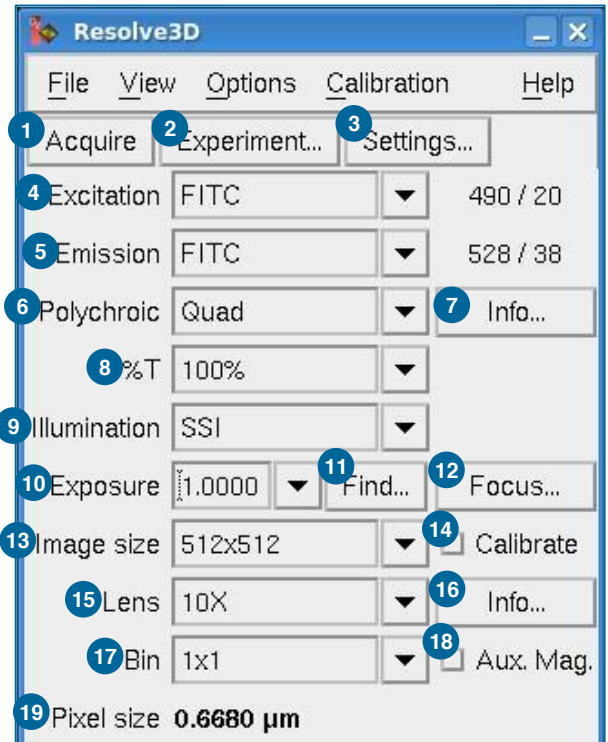 Resolve3D
File View Options Calibration Help
1 Acquire 2 Experiment... 3 Settings...
4 Excitation FITC 490 / 20
5 Emission FITC 528 / 38
6 Polychroic Quad 7 Info...
8 %T 100%
9 Illumination SSI
10 Exposure 1.0000 11 Find... 12 Focus...
13 Image size 512x512 14 Calibrate
15 Lens 10X 16 Info...
17 Bin 1x1 18 Aux. Mag.
19 Pixel size 0.6680 μm